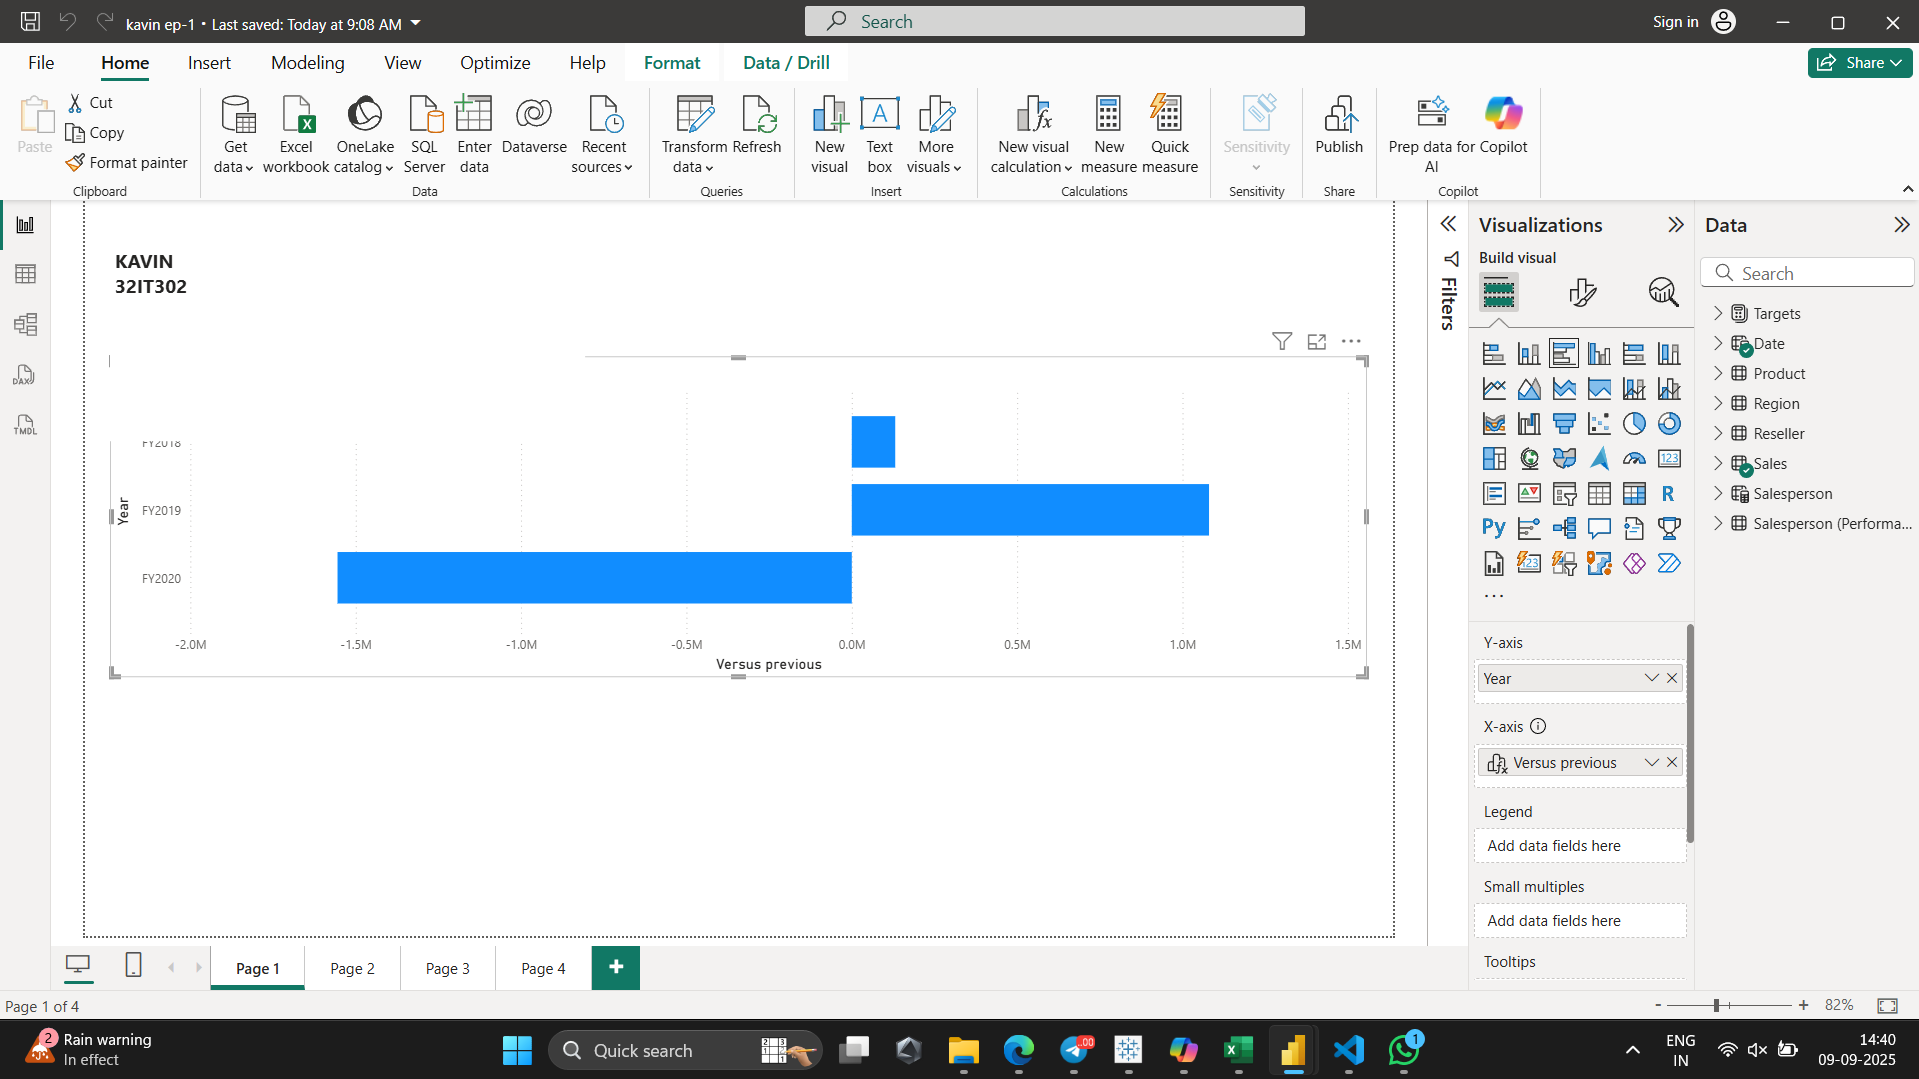 kavin ep-1 • Last saved: Today at 9:08 AM
Search
Sign in
File
Home
Insert
Modeling
View
Optimize
Help
Format
Data / Drill
Share
Paste
Cut
Copy
Format painter
Clipboard
Get data
Excel workbook
OneLake catalog
SQL Server
Enter data
Dataverse
Recent sources
Data
Transform data
Refresh
Queries
New visual
Text box
More visuals
Insert
New visual calculation
New measure
Quick measure
Calculations
Sensitivity
Sensitivity
Publish
Share
Prep data for AI
Copilot
Copilot
DAX
TMDL
KAVIN
32IT302
Year
FY2018
FY2019
FY2020
-2.0M
-1.5M
-1.0M
-0.5M
0.0M
0.5M
1.0M
1.5M
Versus previous
Filters
Visualizations
Build visual
123
R
Py
123
Y-axis
Year
X-axis
Versus previous
Legend
Add data fields here
Small multiples
Add data fields here
Tooltips
Data
Search
Targets
Date
Product
Region
Reseller
Sales
Salesperson
Salesperson (Performa...
Page 1
Page 2
Page 3
Page 4
Page 1 of 4
- + 82%
2
Rain warning
In effect
Quick search
.00
1
ENG
IN
14:40
09-09-2025